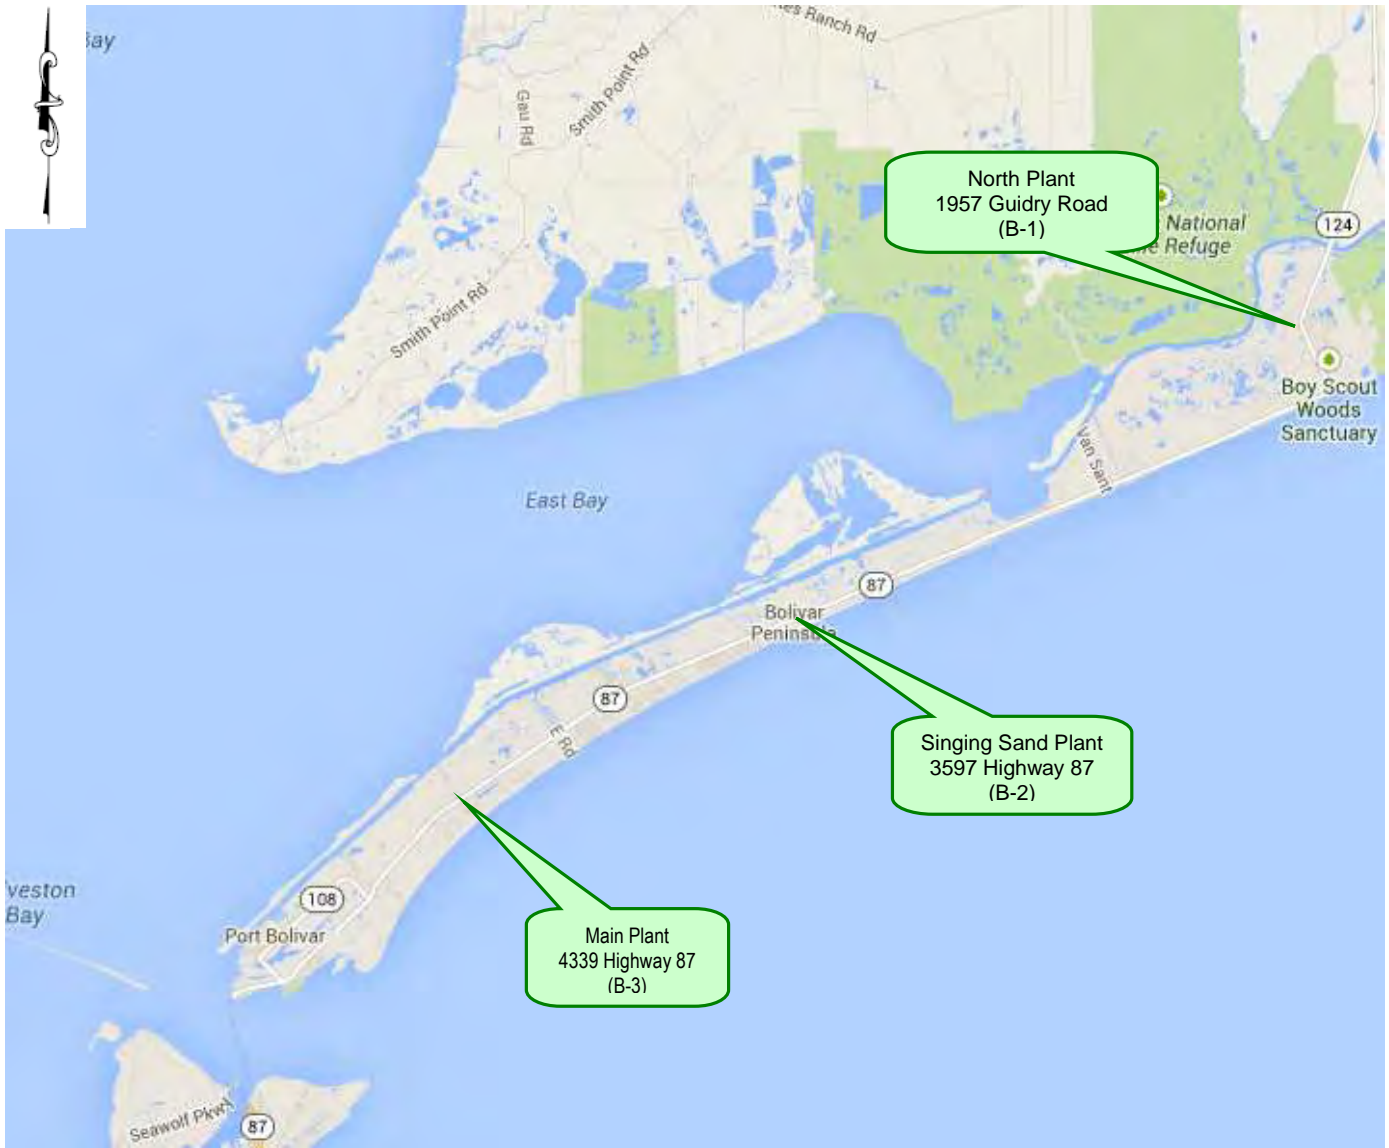 Bay
es Ranch Rd
Smith Point Rd
Gau Rd
North Plant
1957 Guidry Road
(B-1)
National
Refuge
124
Smith Point Rd
Boy Scout
Woods
Sanctuary
Van Sant
East Bay
87
Bolivar
Peninsula
87
E Rd
Singing Sand Plant
3597 Highway 87
(B-2)
108
veston
Bay
Port Bolivar
Main Plant
4339 Highway 87
(B-3)
Seawolf Pkwy
87